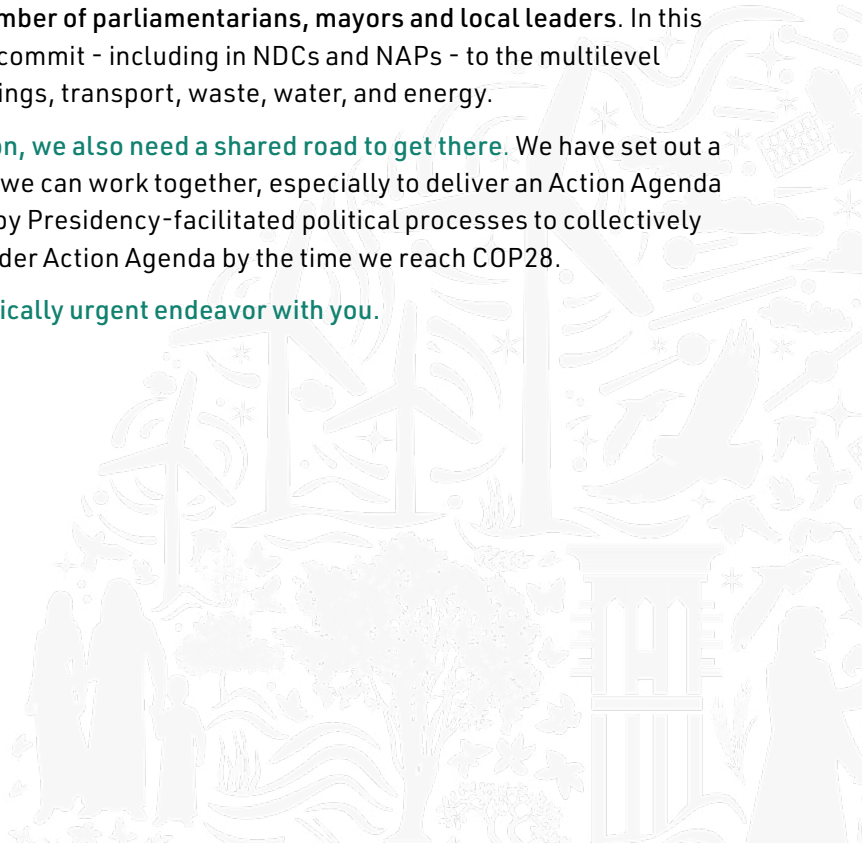 mber of parliamentarians, mayors and local leaders. In this
commit - including in NDCs and NAPs - to the multilevel
ings, transport, waste, water, and energy.
on, we also need a shared road to get there. We have set out a
we can work together, especially to deliver an Action Agenda
by Presidency-facilitated political processes to collectively
der Action Agenda by the time we reach COP28.
ically urgent endeavor with you.